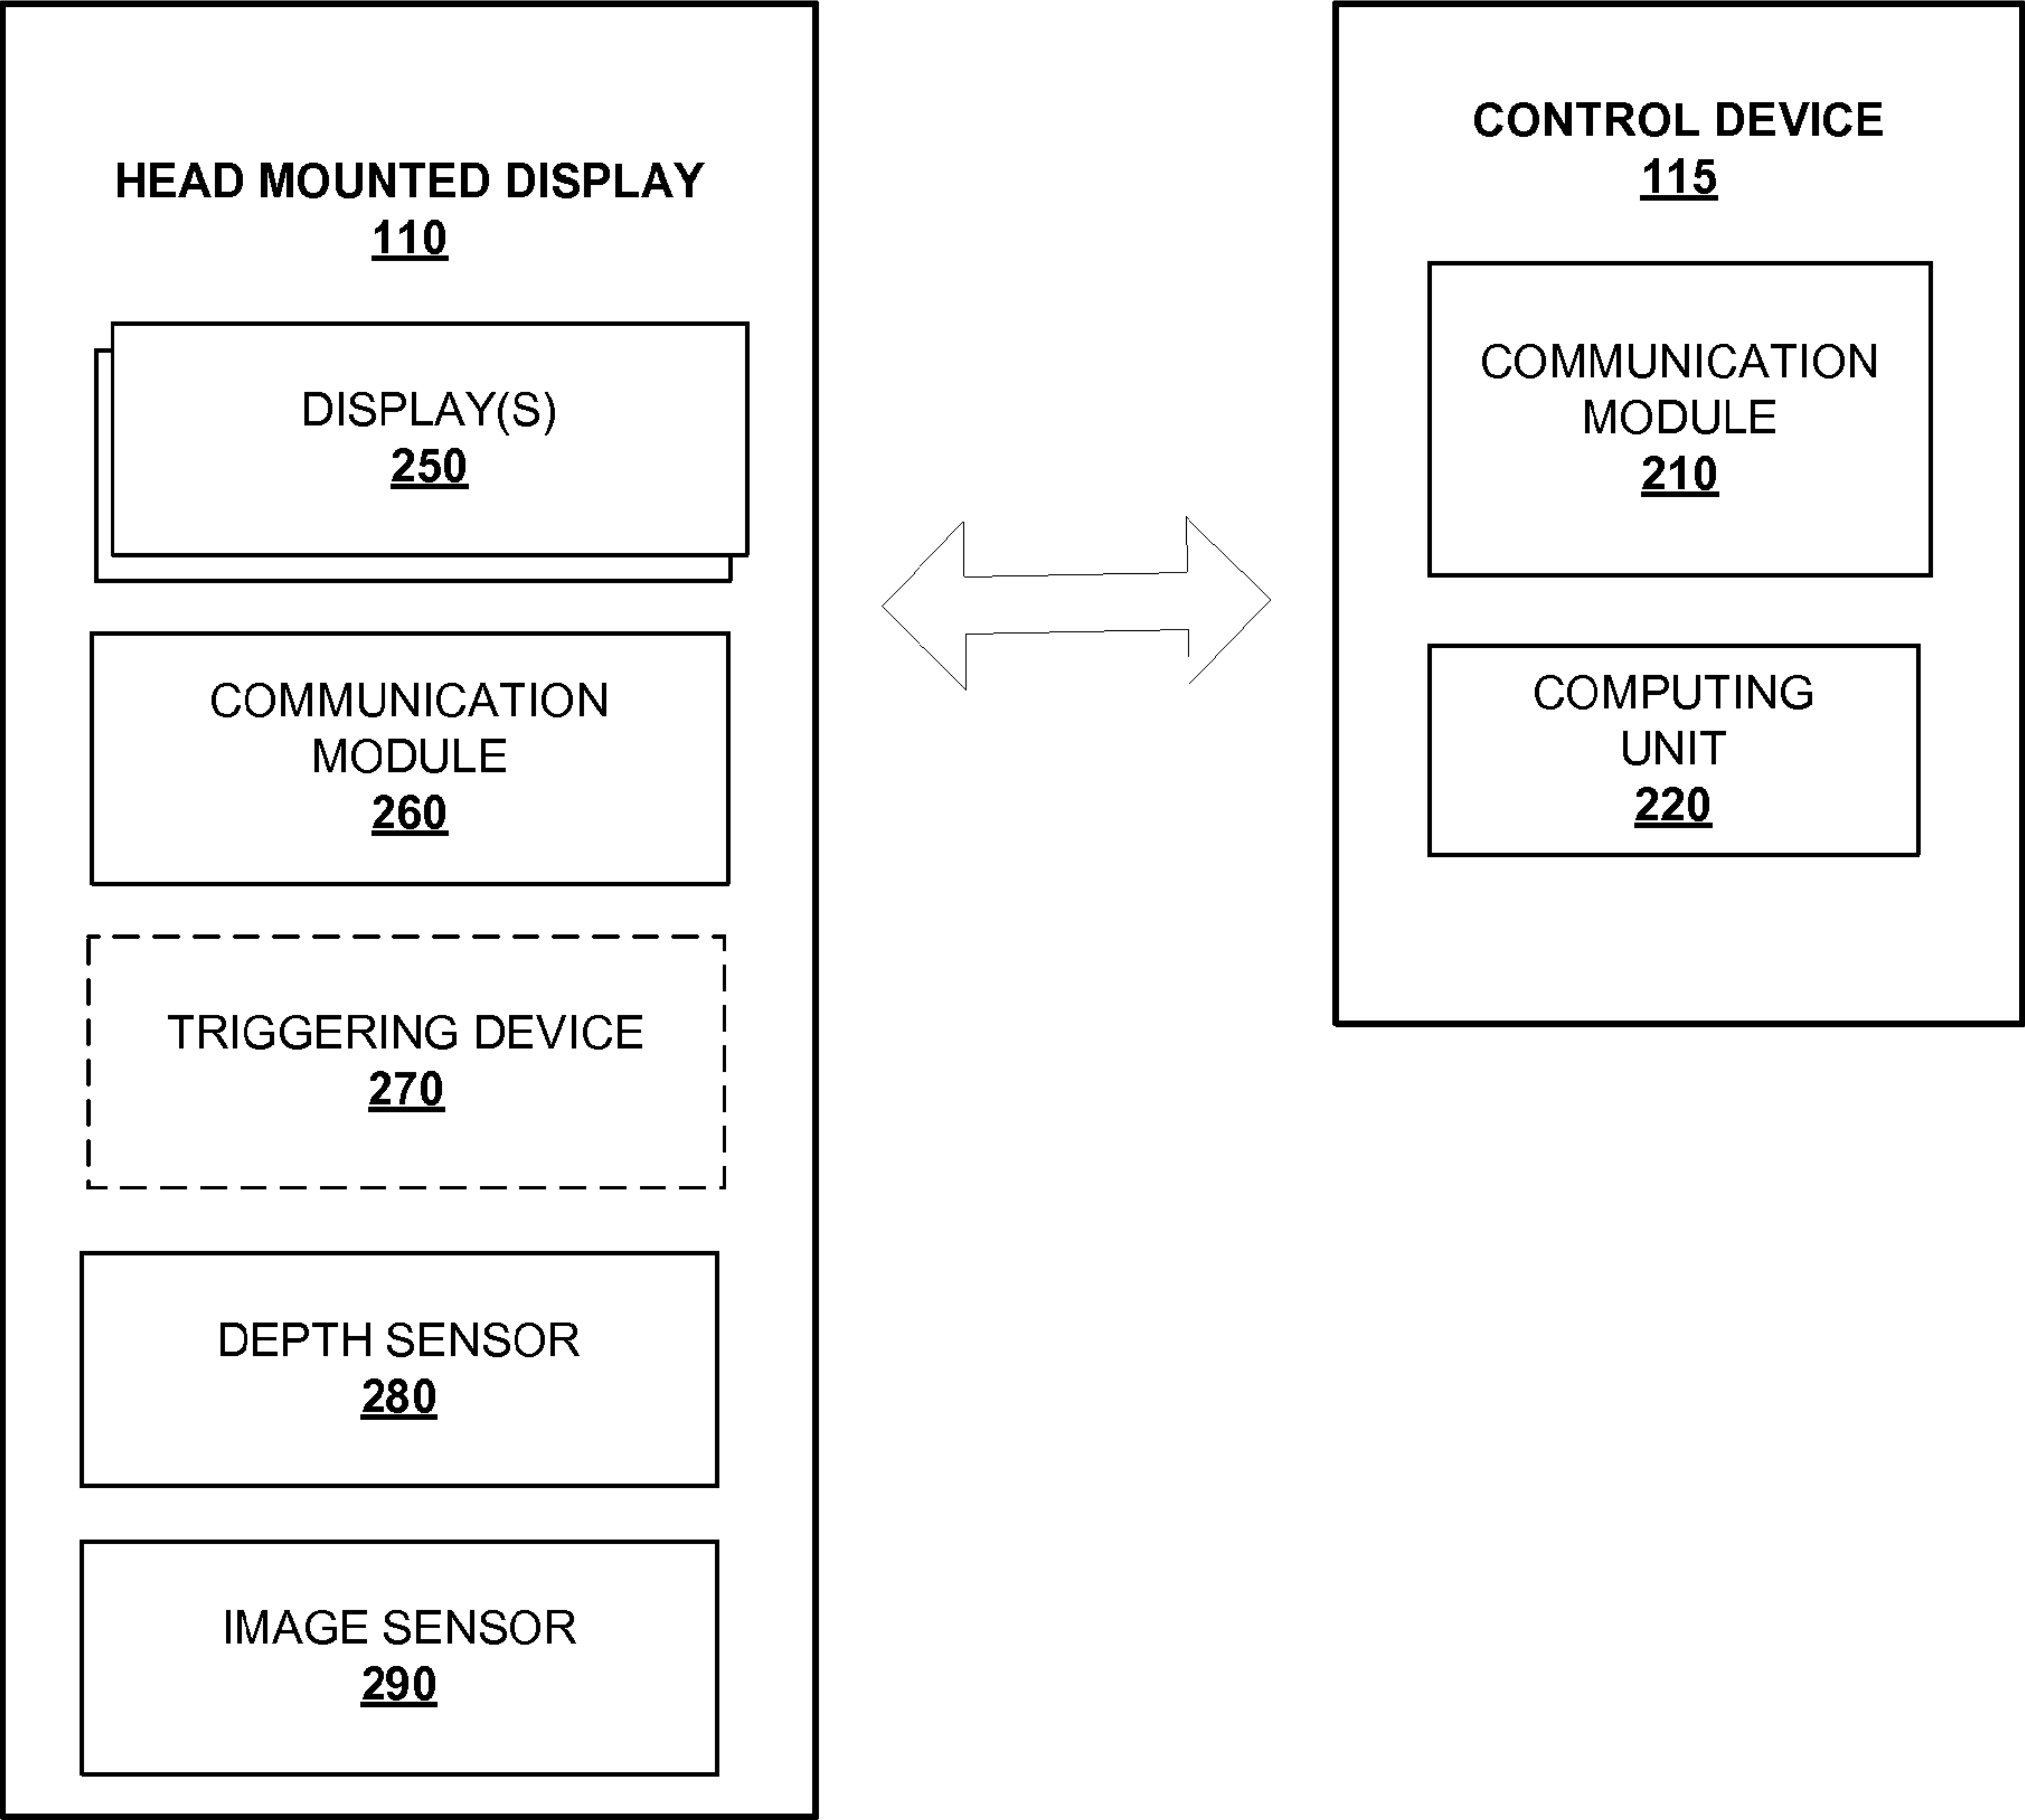 HEAD MOUNTED DISPLAY
110
DISPLAY(S)
250
COMMUNICATION
MODULE
260
TRIGGERING DEVICE
270
DEPTH SENSOR
280
IMAGE SENSOR
290
CONTROL DEVICE
115
COMMUNICATION
MODULE
210
COMPUTING
UNIT
220